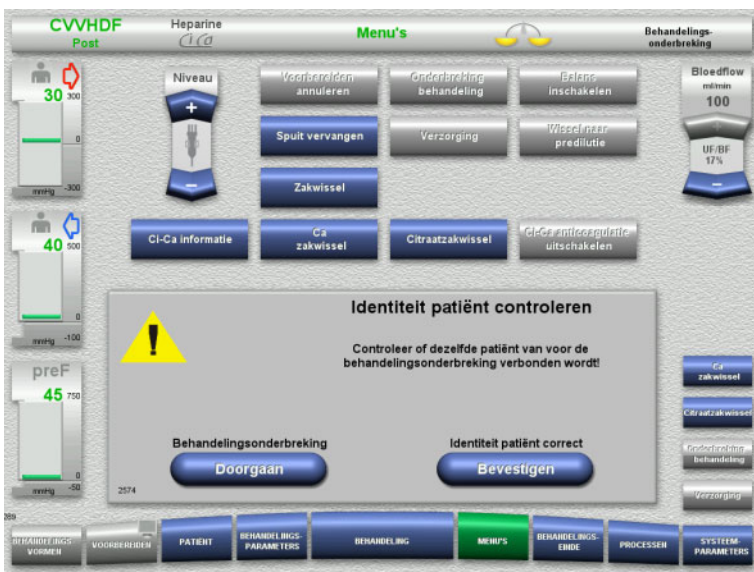 CVVHDF
Post
Heparine
CiCa
Menu's
Behandelings-
onderbreking
30
300
0
-300
mmHg
40
500
0
-100
mmHg
preF
45
750
0
-50
mmHg
Niveau
+
–
Voorbereiden
annuleren
Onderbreking
behandeling
Balans
inschakelen
Spuit vervangen
Verzorging
Wissel naar
predilutie
Zakwissel
Ci-Ca informatie
Ca
zakwissel
Citraatzakwissel
Ci-Ca anticoagulatie
uitschakelen
Bloedflow
ml/min
100
+
UF/BF
17%
–
Identiteit patiënt controleren
Controleer of dezelfde patiënt van voor de
behandelingsonderbreking verbonden wordt!
Behandelingsonderbreking
Doorgaan
Identiteit patiënt correct
Bevestigen
2574
Ca
zakwissel
Citraatzakwissel
Onderbreking
behandeling
Verzorging
289
BEHANDELINGS-
VORMEN
VOORBEREIDEN
PATIËNT
BEHANDELINGS-
PARAMETERS
BEHANDELING
MENU'S
BEHANDELINGS-
EINDE
PROCESSEN
SYSTEEM-
PARAMETERS